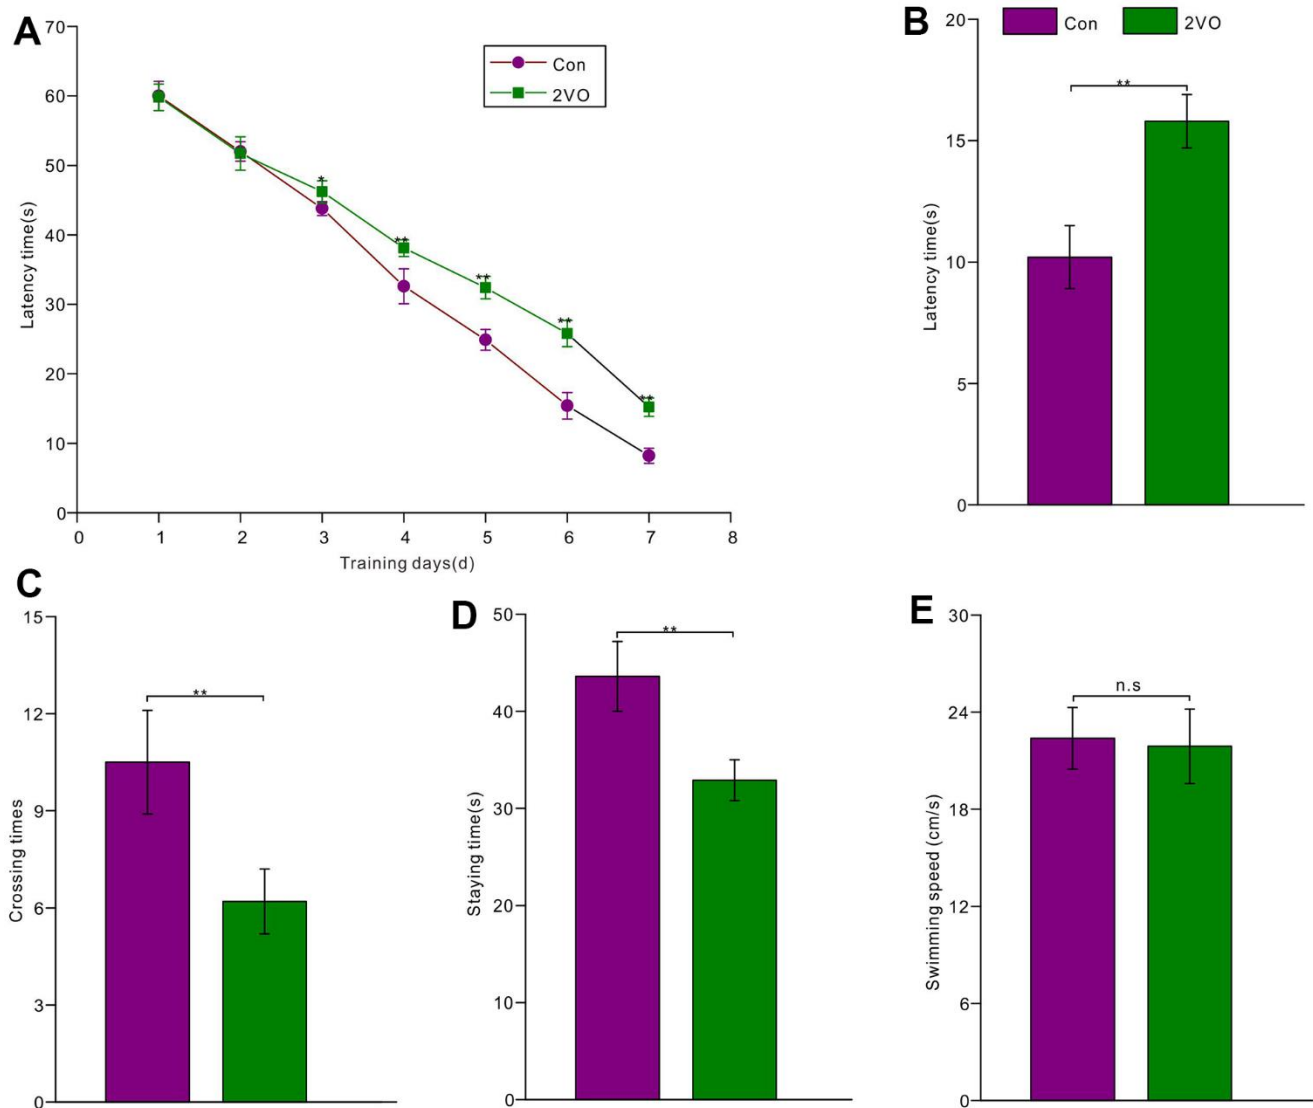 A
70
60
50
40
30
20
10
0
Latency time(s)
Con
2VO
*
**
**
**
**
0 1 2 3 4 5 6 7 8
Training days(d)
B
Con 2VO
20
15
10
5
0
Latency time(s)
**
C
15
12
9
6
3
0
Crossing times
**
D
50
40
30
20
10
0
Staying time(s)
**
E
30
24
18
12
6
0
Swimming speed (cm/s)
n.s